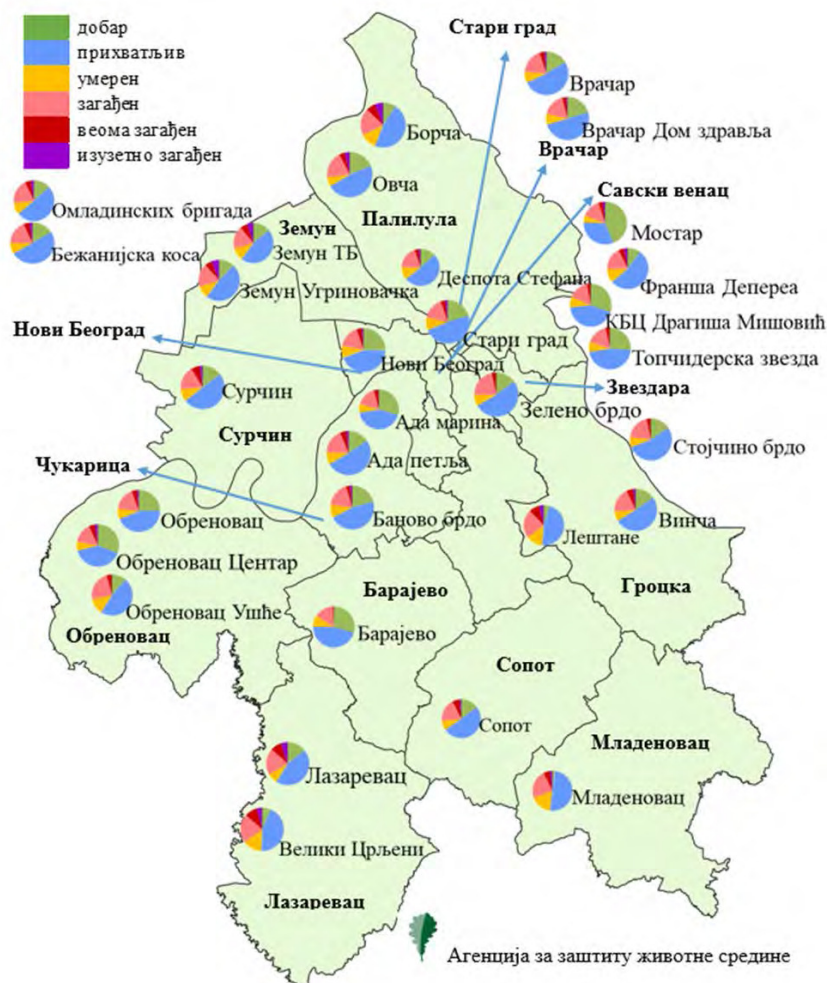 добар
прихватљив
умерен
загађен
веома загађен
изузетно загађен
Стари град
Врачар
Врачар Дом здравља
Врачар
Борча
Овча
Палилула
Савски венац
Омладинских бригада
Бежанијска коса
Земун
Земун ТБ
Земун Угриновачка
Деспота Стефана
Мостар
Франша Депереа
КБЦ Драгиша Мишовић
Топчидерска звезда
Нови Београд
Стари град
Нови Београд
Звездара
Сурчин
Сурчин
Ада марина
Зелено брдо
Стојчино брдо
Чукарица
Ада петља
Обреновац
Баново брдо
Винча
Лештане
Обреновац Центар
Обреновац Ушће
Обреновац
Барајево
Барајево
Гроцка
Сопот
Сопот
Младеновац
Младеновац
Лазаревац
Велики Црљени
Лазаревац
Агенција за заштиту животне средине